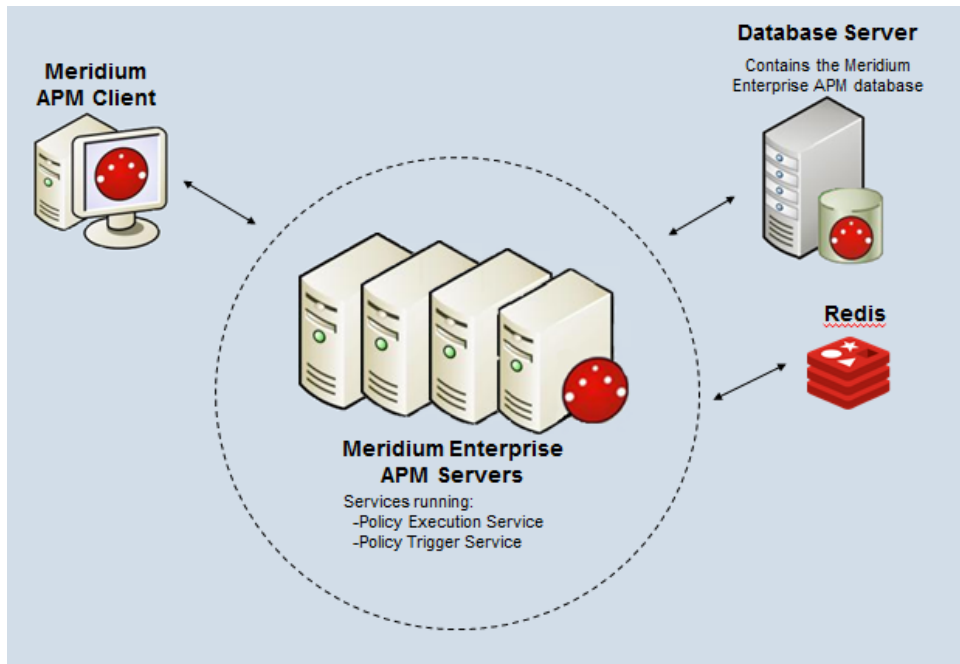 Meridium
APM Client
Database Server
Contains the Meridium
Enterprise APM database
Redis
Meridium Enterprise
APM Servers
Services running:
-Policy Execution Service
-Policy Trigger Service